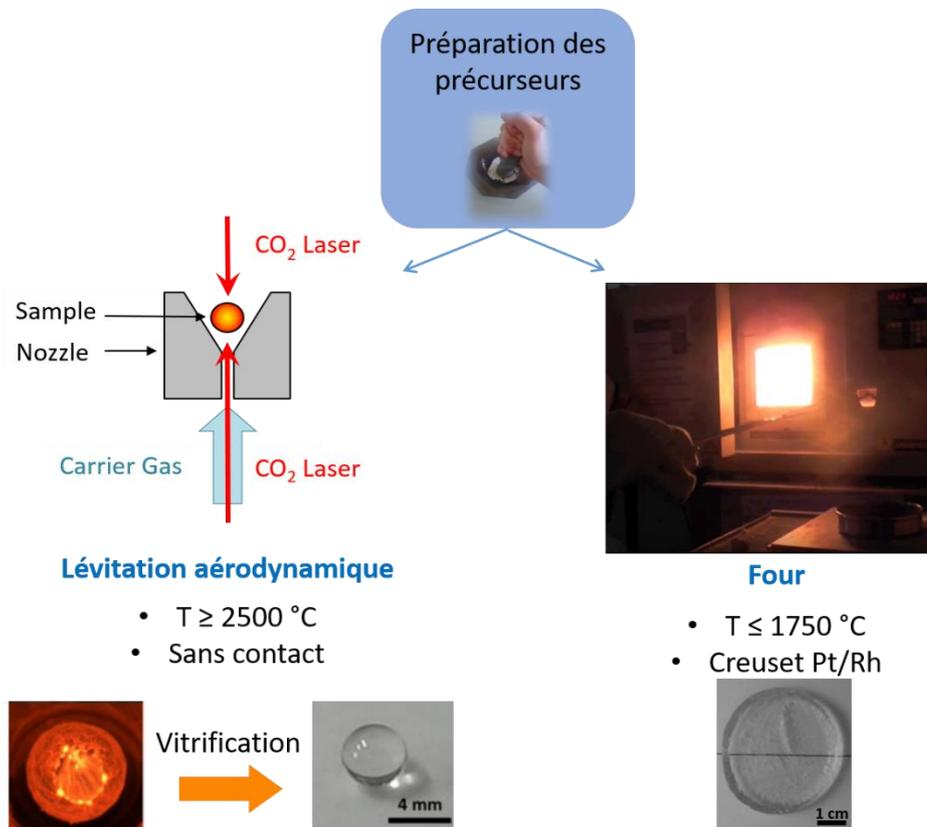 Préparation des
précurseurs
CO₂ Laser
Sample
Nozzle
Carrier Gas
CO₂ Laser
Lévitation aérodynamique
• T ≥ 2500 °C
• Sans contact
Vitrification
4 mm
Four
• T ≤ 1750 °C
• Creuset Pt/Rh
1 cm